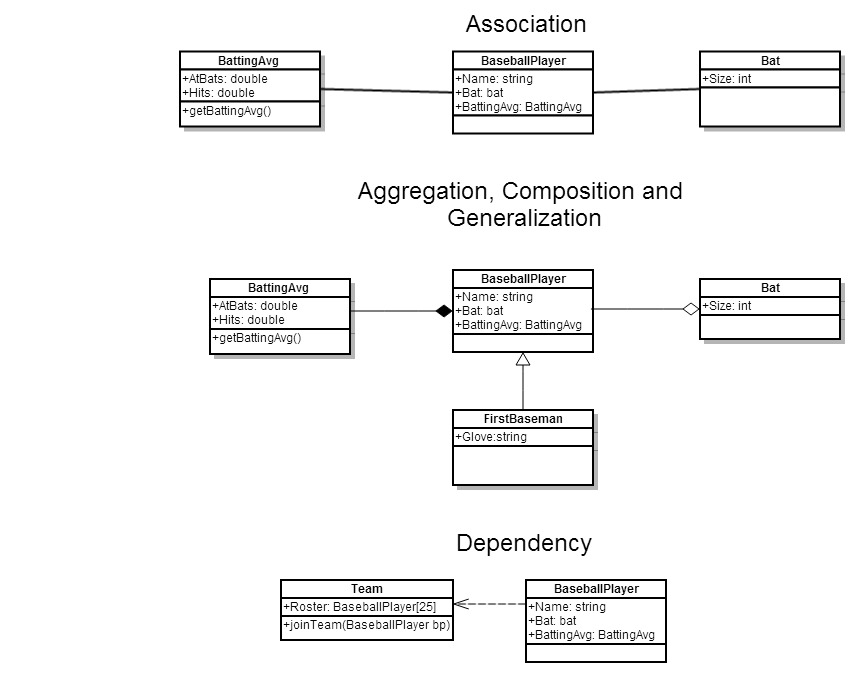 Association
BattingAvg
+AtBats: double
+Hits: double
+getBattingAvg()
BaseballPlayer
+Name: string
+Bat: bat
+BattingAvg: BattingAvg
Bat
+Size: int
Aggregation, Composition and
Generalization
BattingAvg
+AtBats: double
+Hits: double
+getBattingAvg()
BaseballPlayer
+Name: string
+Bat: bat
+BattingAvg: BattingAvg
Bat
+Size: int
FirstBaseman
+Glove:string
Dependency
Team
+Roster: BaseballPlayer[25]
+joinTeam(BaseballPlayer bp)
BaseballPlayer
+Name: string
+Bat: bat
+BattingAvg: BattingAvg